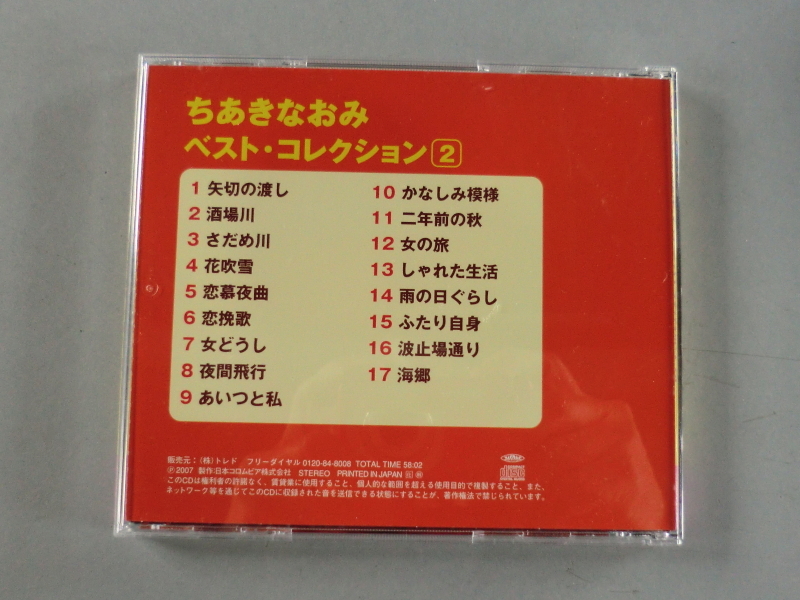 ちあきなおみ
ベスト・コレクション2
1 矢切の渡し
2 酒場川
3 さだめ川
4 花吹雪
5 恋慕夜曲
6 恋挽歌
7 女どうし
8 夜間飛行
9 あいつと私
10 かなしみ模様
11 二年前の秋
12 女の旅
13 しゃれた生活
14 雨の日ぐらし
15 ふたり自身
16 波止場通り
17 海郷
販売元:(株)トレド フリーダイヤル 0120-84-8008 TOTAL TIME 58:02
Ⓟ2007 製作:日本コロムビア株式会社 STEREO PRINTED IN JAPAN
このCDは権利者の許諾なく、賃貸業に使用すること、個人的な範囲を超える使用目的で複製すること、また、
ネットワーク等を通じてこのCDに収録された音を送信できる状態にすることが、著作権法で禁じられています。